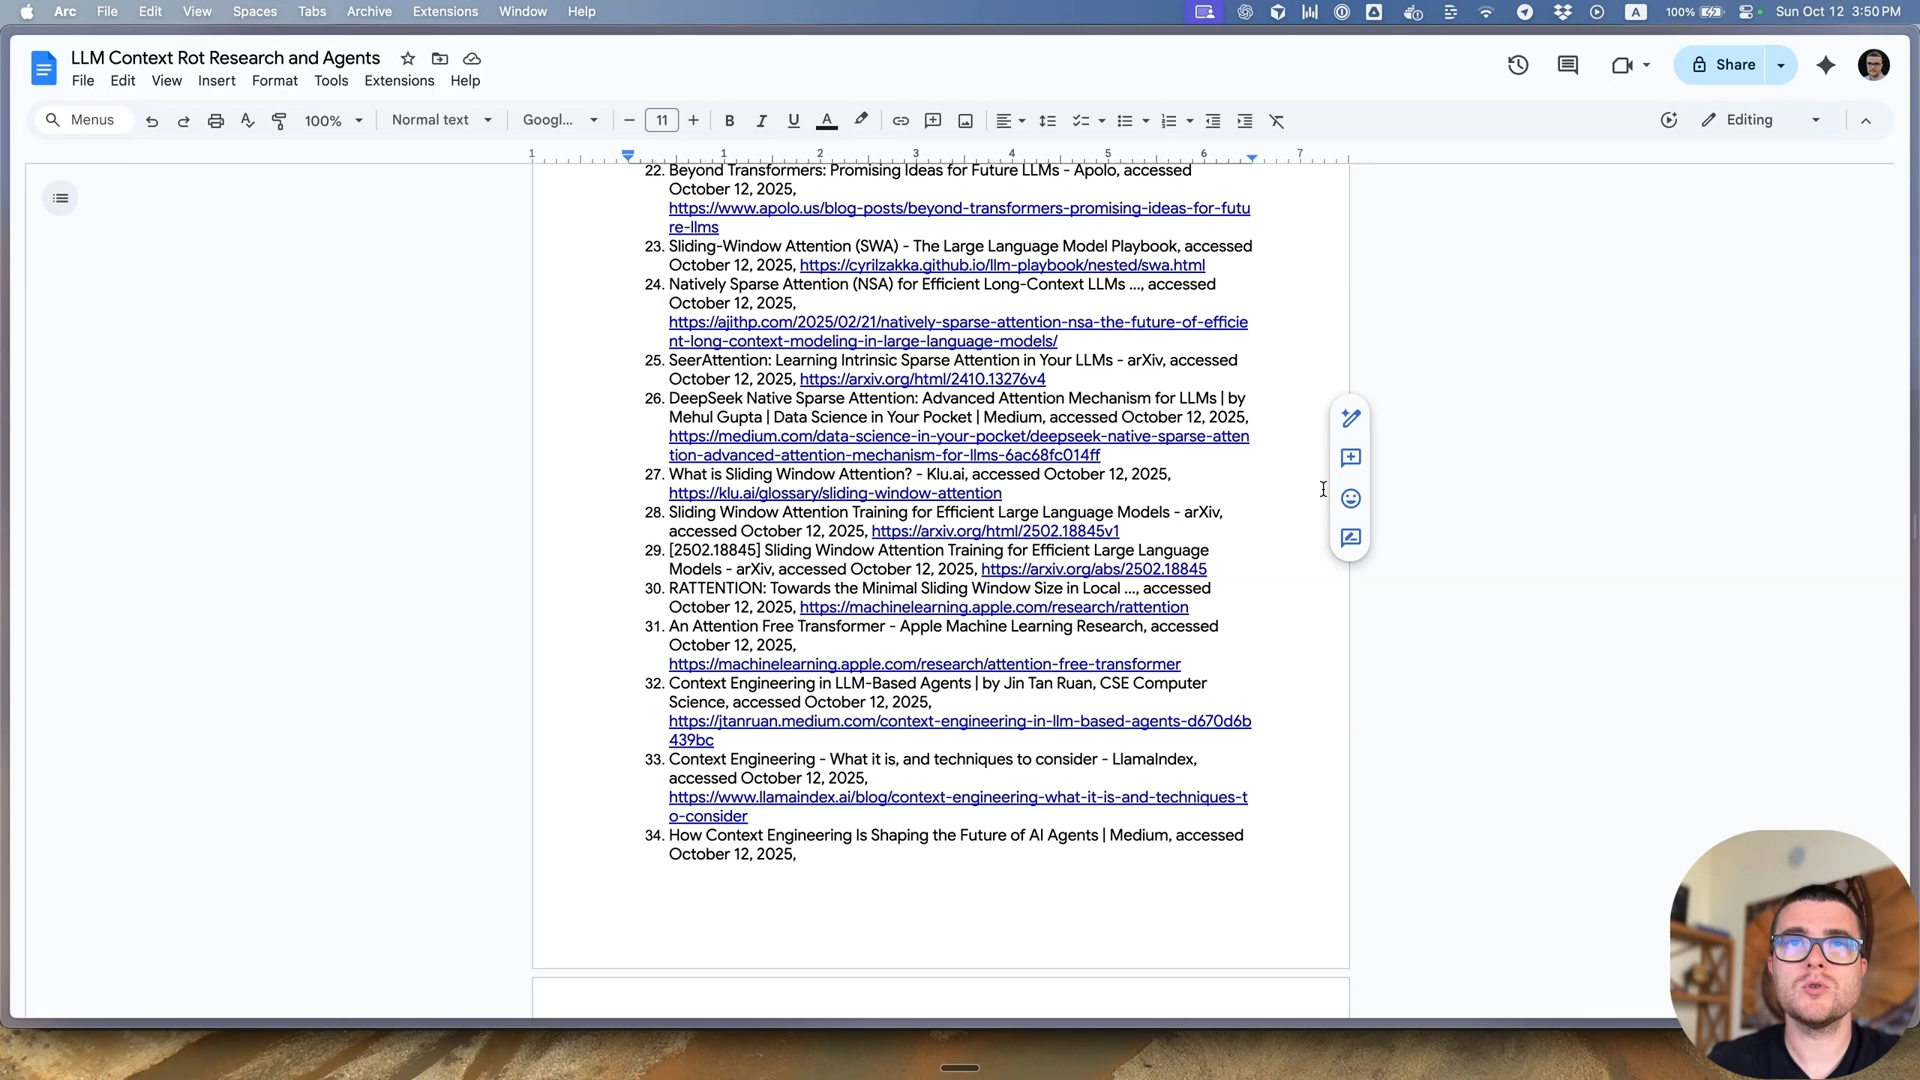 Arc File Edit View Spaces Tabs Archive Extensions Window Help
A 100% Sun Oct 12 3:50 PM
LLM Context Rot Research and Agents
File Edit View Insert Format Tools Extensions Help
Share
Menus 100% Normal text Googl... 11 B I U A Editing
1 1 2 3 4 5 6 7
22. Beyond Transformers: Promising Ideas for Future LLMs - Apolo, accessed
October 12, 2025,
https://www.apolo.us/blog-posts/beyond-transformers-promising-ideas-for-futu
re-llms
23. Sliding-Window Attention (SWA) - The Large Language Model Playbook, accessed
October 12, 2025, https://cyrilzakka.github.io/llm-playbook/nested/swa.html
24. Natively Sparse Attention (NSA) for Efficient Long-Context LLMs ..., accessed
October 12, 2025,
https://ajithp.com/2025/02/21/natively-sparse-attention-nsa-the-future-of-efficie
nt-long-context-modeling-in-large-language-models/
25. SeerAttention: Learning Intrinsic Sparse Attention in Your LLMs - arXiv, accessed
October 12, 2025, https://arxiv.org/html/2410.13276v4
26. DeepSeek Native Sparse Attention: Advanced Attention Mechanism for LLMs | by
Mehul Gupta | Data Science in Your Pocket | Medium, accessed October 12, 2025,
https://medium.com/data-science-in-your-pocket/deepseek-native-sparse-atten
tion-advanced-attention-mechanism-for-llms-6ac68fc014ff
27. What is Sliding Window Attention? - Klu.ai, accessed October 12, 2025,
https://klu.ai/glossary/sliding-window-attention
28. Sliding Window Attention Training for Efficient Large Language Models - arXiv,
accessed October 12, 2025, https://arxiv.org/html/2502.18845v1
29. [2502.18845] Sliding Window Attention Training for Efficient Large Language
Models - arXiv, accessed October 12, 2025, https://arxiv.org/abs/2502.18845
30. RATTENTION: Towards the Minimal Sliding Window Size in Local ..., accessed
October 12, 2025, https://machinelearning.apple.com/research/rattention
31. An Attention Free Transformer - Apple Machine Learning Research, accessed
October 12, 2025,
https://machinelearning.apple.com/research/attention-free-transformer
32. Context Engineering in LLM-Based Agents | by Jin Tan Ruan, CSE Computer
Science, accessed October 12, 2025,
https://jtanruan.medium.com/context-engineering-in-llm-based-agents-d670d6b
439bc
33. Context Engineering - What it is, and techniques to consider - LlamaIndex,
accessed October 12, 2025,
https://www.llamaindex.ai/blog/context-engineering-what-it-is-and-techniques-t
o-consider
34. How Context Engineering Is Shaping the Future of AI Agents | Medium, accessed
October 12, 2025,